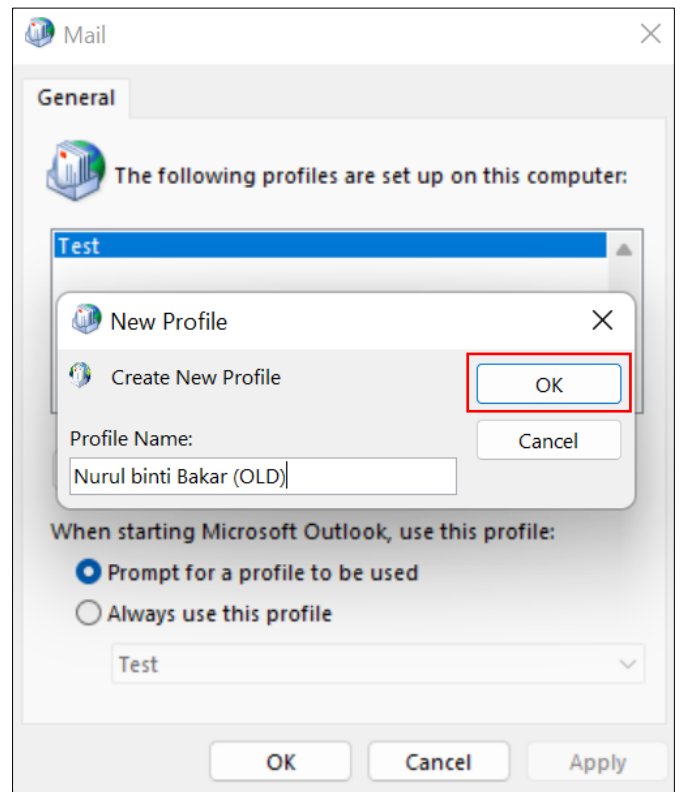 Mail
General
The following profiles are set up on this computer:
Test
New Profile
Create New Profile
OK
Profile Name:
Cancel
Nurul binti Bakar (OLD)
When starting Microsoft Outlook, use this profile:
Prompt for a profile to be used
Always use this profile
Test
OK Cancel Apply